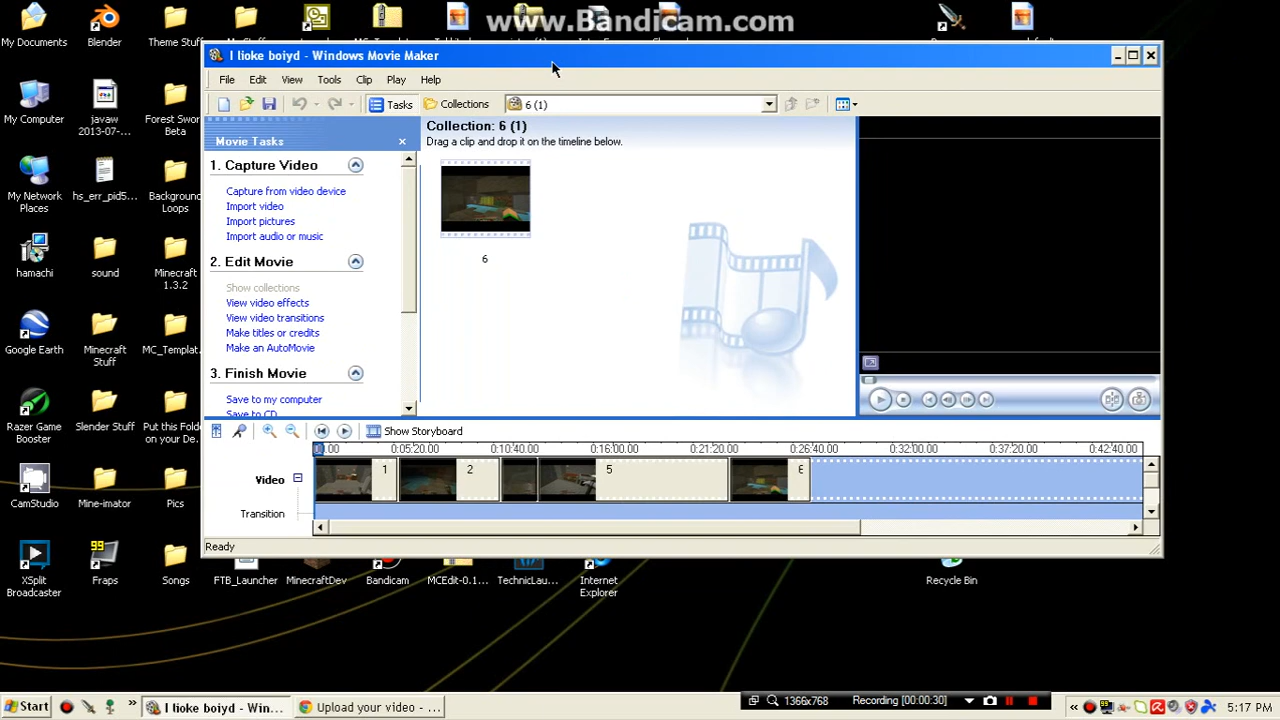 www.Bandicam.com
My Documents
Blender
Theme Stuff
I lioke boiyd - Windows Movie Maker
File Edit View Tools Clip Play Help
Tasks Collections 6 (1)
My Computer
javaw
2013-07-...
Forest Swor...
Beta
Movie Tasks
Collection: 6 (1)
Drag a clip and drop it on the timeline below.
1. Capture Video
Capture from video device
Import video
Import pictures
Import audio or music
6
My Network
Places
hs_err_pid5...
Background
Loops
2. Edit Movie
Show collections
View video effects
View video transitions
Make titles or credits
Make an AutoMovie
hamachi
sound
Minecraft
1.3.2
Google Earth
Minecraft
Stuff
MC_Templat...
3. Finish Movie
Save to my computer
Save to CD
Razer Game
Booster
Slender Stuff
Put this Folder
on your De...
Show Storyboard
0:05:20.00 0:10:40.00 0:16:00.00 0:21:20.00 0:26:40.00 0:32:00.00 0:37:20.00 0:42:40.00
Video 1 2 5 6
Transition
CamStudio
Mine-imator
Pics
Ready
XSplit
Broadcaster
Fraps
Songs
FTB_Launcher
MinecraftDev
Bandicam
MCEdit-0.1...
TechnicLau...
Internet
Explorer
Recycle Bin
Start
I lioke boiyd - Win...
Upload your video - ...
1366x768
Recording [00:00:30]
5:17 PM